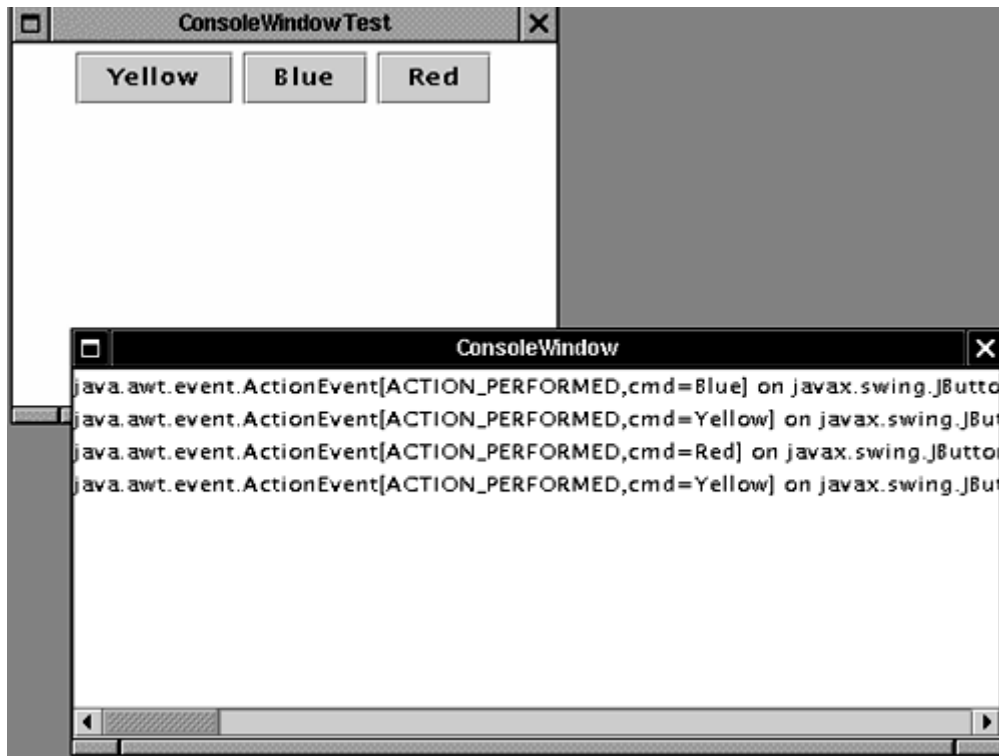 ConsoleWindowTest
Yellow Blue Red
ConsoleWindow
java.awt.event.ActionEvent[ACTION_PERFORMED,cmd=Blue] on javax.swing.JButto
java.awt.event.ActionEvent[ACTION_PERFORMED,cmd=Yellow] on javax.swing.JBut
java.awt.event.ActionEvent[ACTION_PERFORMED,cmd=Red] on javax.swing.JButton
java.awt.event.ActionEvent[ACTION_PERFORMED,cmd=Yellow] on javax.swing.JBut